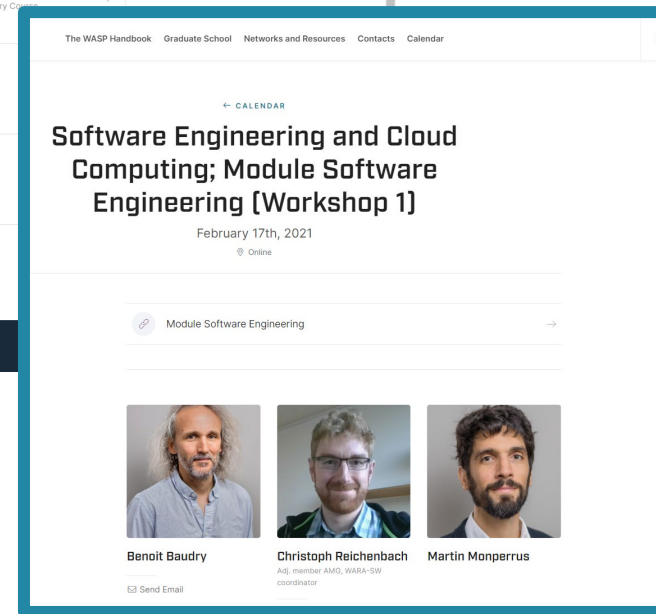 The WASP Handbook Graduate School Networks and Resources Contacts Calendar
← CALENDAR
Software Engineering and Cloud
Computing; Module Software
Engineering (Workshop 1)
February 17th, 2021
Online
Module Software Engineering
Benoit Baudry
Christoph Reichenbach
Martin Monperrus
Adj. member AMG, WARA-SW
coordinator
Send Email